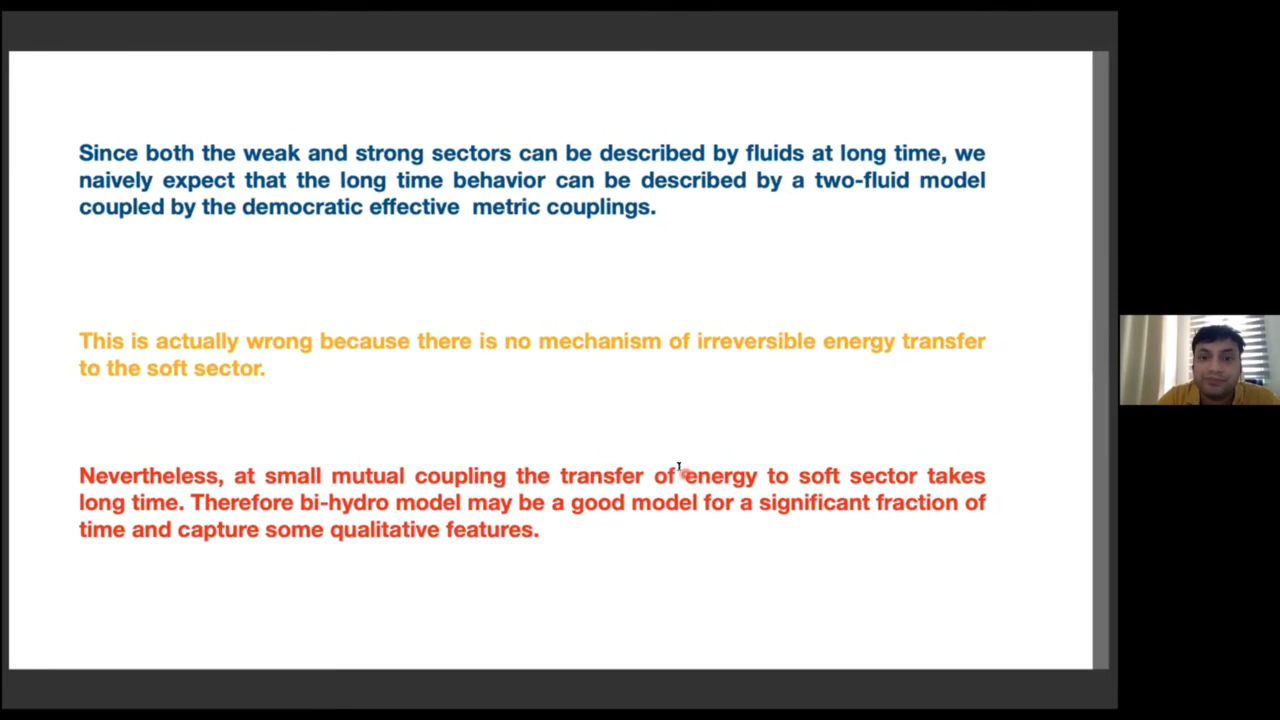 Since both the weak and strong sectors can be described by fluids at long time, we
naively expect that the long time behavior can be described by a two-fluid model
coupled by the democratic effective metric couplings.
This is actually wrong because there is no mechanism of irreversible energy transfer
to the soft sector.
Nevertheless, at small mutual coupling the transfer of energy to soft sector takes
long time. Therefore bi-hydro model may be a good model for a significant fraction of
time and capture some qualitative features.